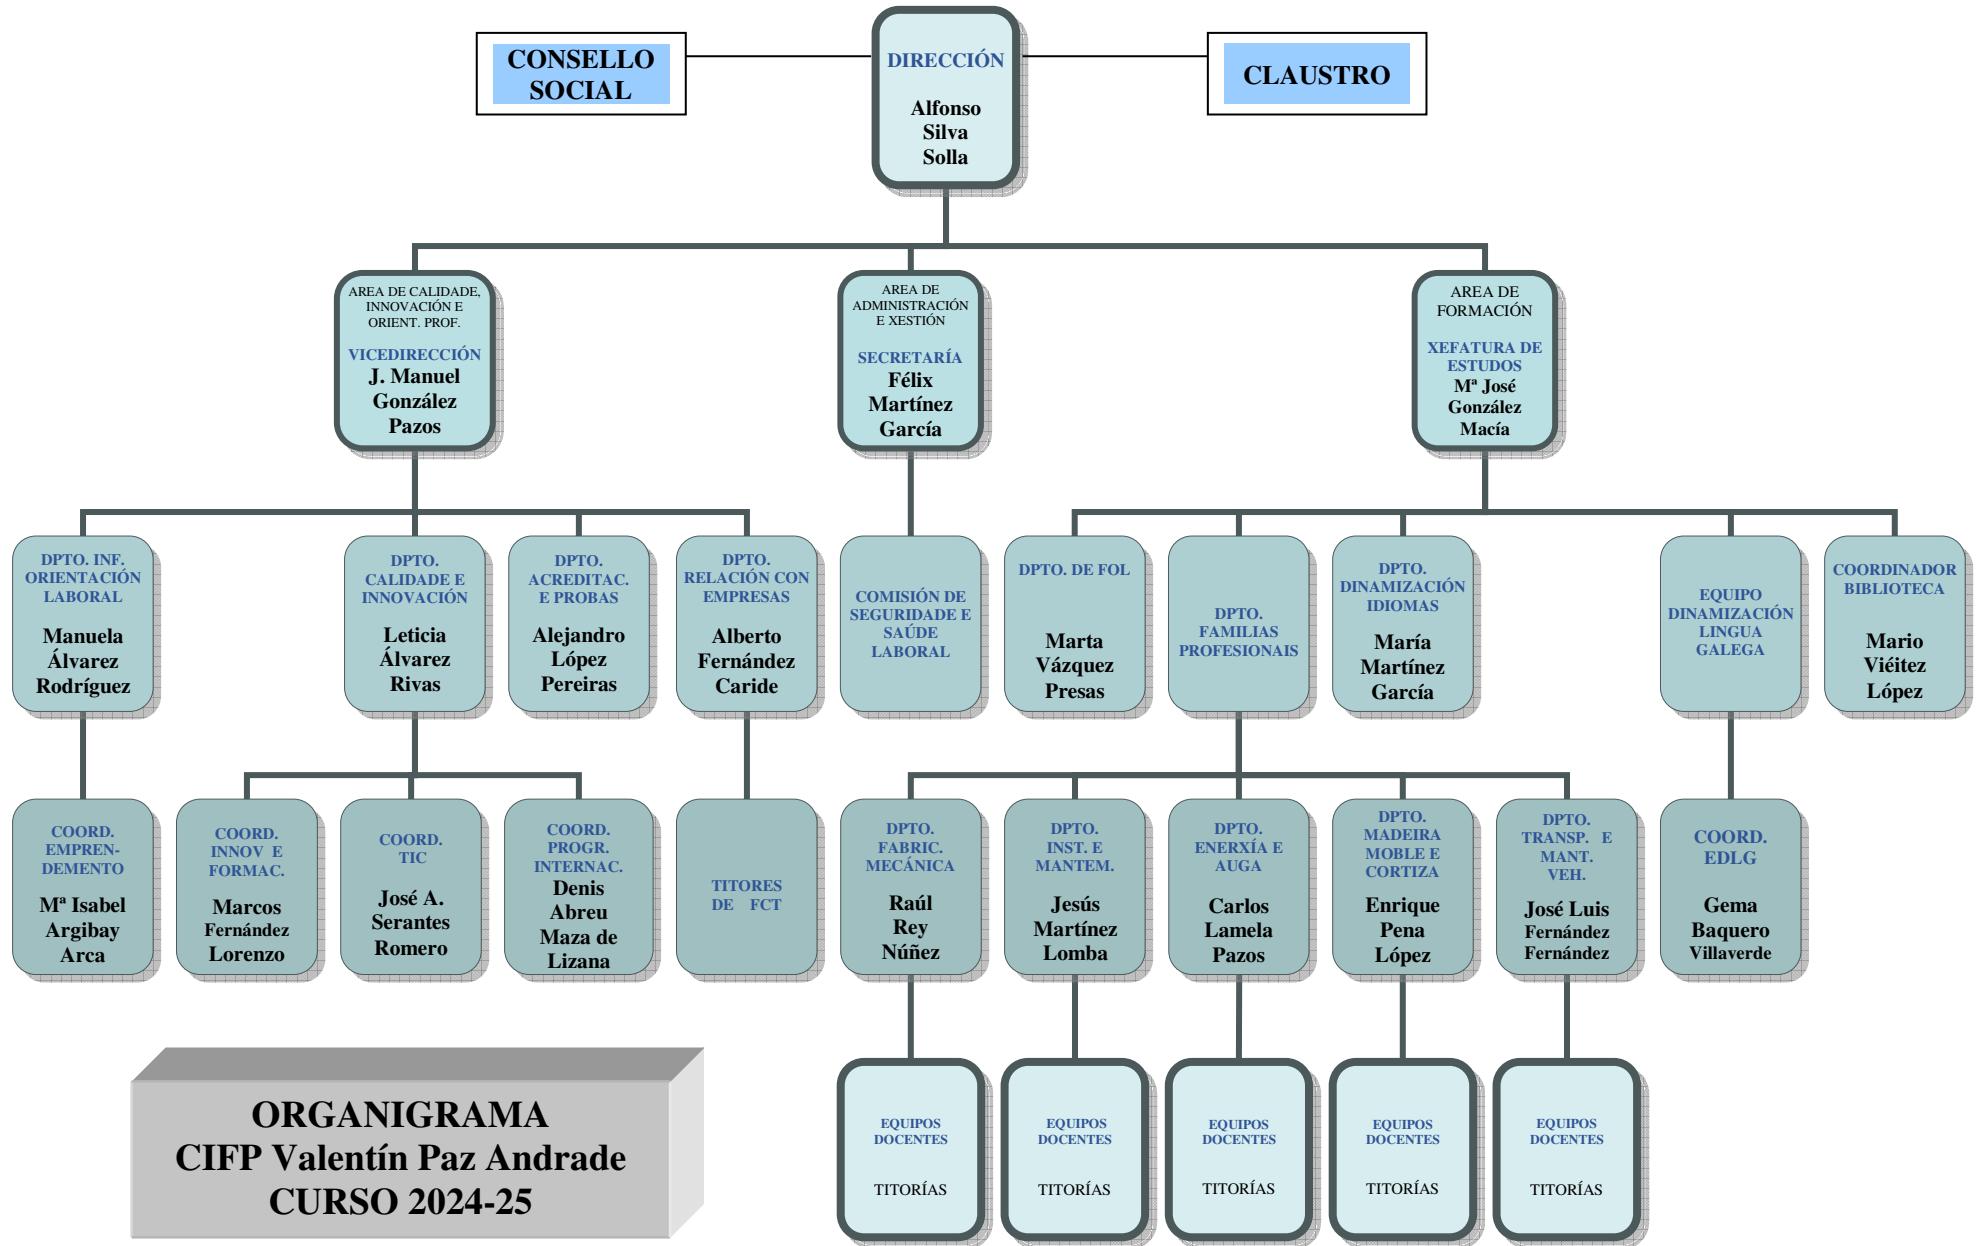 CONSELLO
SOCIAL
DIRECCIÓN
Alfonso
Silva
Solla
CLAUSTRO
AREA DE CALIDADE,
INNOVACIÓN E
ORIENT. PROF.
VICEDIRECCIÓN
J. Manuel
González
Pazos
AREA DE
ADMINISTRACIÓN
E XESTIÓN
SECRETARÍA
Félix
Martínez
García
AREA DE
FORMACIÓN
XEFATURA DE
ESTUDOS
Mª José
González
Macía
DPTO. INF.
ORIENTACIÓN
LABORAL
Manuela
Álvarez
Rodríguez
DPTO.
CALIDADE E
INNOVACIÓN
Leticia
Álvarez
Rivas
DPTO.
ACREDITAC.
E PROBAS
Alejandro
López
Pereiras
DPTO.
RELACIÓN CON
EMPRESAS
Alberto
Fernández
Caride
COMISIÓN DE
SEGURIDADE E
SAÚDE
LABORAL
DPTO. DE FOL
Marta
Vázquez
Presas
DPTO.
FAMILIAS
PROFESIONAIS
DPTO.
DINAMIZACIÓN
IDIOMAS
María
Martínez
García
EQUIPO
DINAMIZACIÓN
LINGUA
GALEGA
COORDINADOR
BIBLIOTECA
Mario
Viéitez
López
COORD.
EMPREN-
DEMENTO
Mª Isabel
Argibay
Arca
COORD.
INNOV E
FORMAC.
Marcos
Fernández
Lorenzo
COORD.
TIC
José A.
Serantes
Romero
COORD.
PROGR.
INTERNAC.
Denis
Abreu
Maza de
Lizana
TITORES
DE FCT
DPTO.
FABRIC.
MECÁNICA
Raúl
Rey
Núñez
DPTO.
INST. E
MANTEM.
Jesús
Martínez
Lomba
DPTO.
ENERXÍA E
AUGA
Carlos
Lamela
Pazos
DPTO.
MADEIRA
MOBLE E
CORTIZA
Enrique
Pena
López
DPTO.
TRANSP. E
MANT.
VEH.
José Luis
Fernández
Fernández
COORD.
EDLG
Gema
Baquero
Villaverde
EQUIPOS
DOCENTES
TITORÍAS
EQUIPOS
DOCENTES
TITORÍAS
EQUIPOS
DOCENTES
TITORÍAS
EQUIPOS
DOCENTES
TITORÍAS
EQUIPOS
DOCENTES
TITORÍAS
ORGANIGRAMA
CIFP Valentín Paz Andrade
CURSO 2024-25